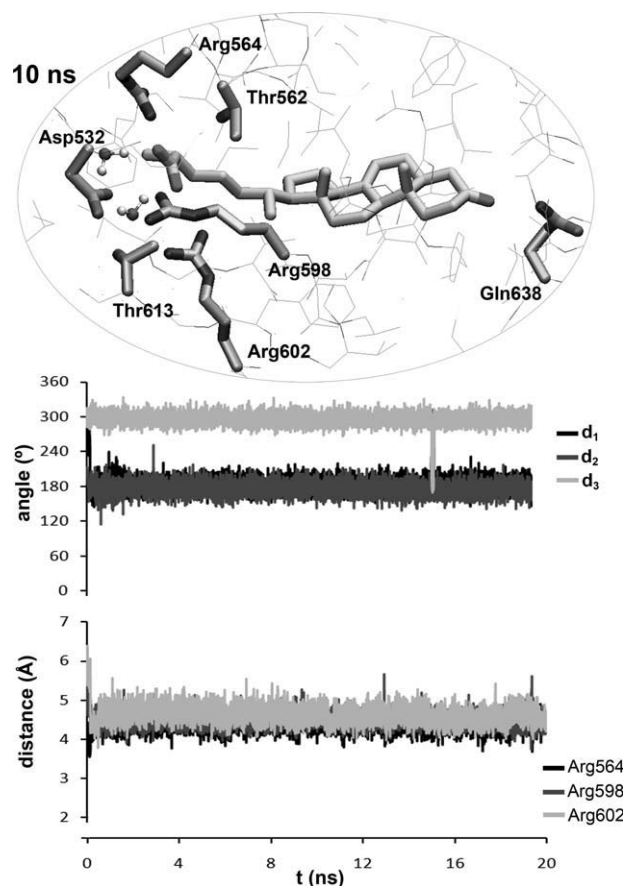 Arg564
10 ns
Thr562
Asp532
Arg598
Gln638
Thr613
Arg602
360
300
240
180
120
60
0
angle (º)
d1
d2
d3
7
6
5
4
3
2
distance (Å)
Arg564
Arg598
Arg602
0 4 8 12 16 20
t (ns)